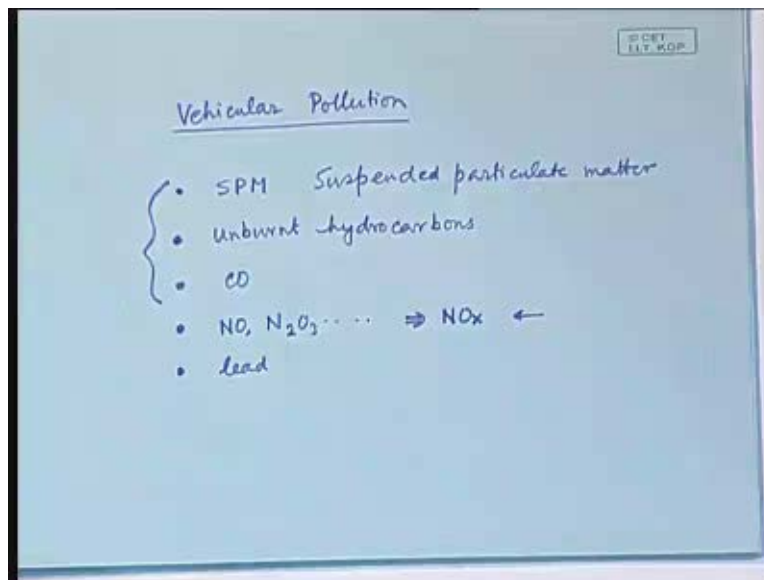 © CET
I.I.T. KGP
Vehicular Pollution
• SPM Suspended particulate matter
• unburnt hydrocarbons
• CO
• NO, N₂O₃ .... ⇒ NOx ←
• lead